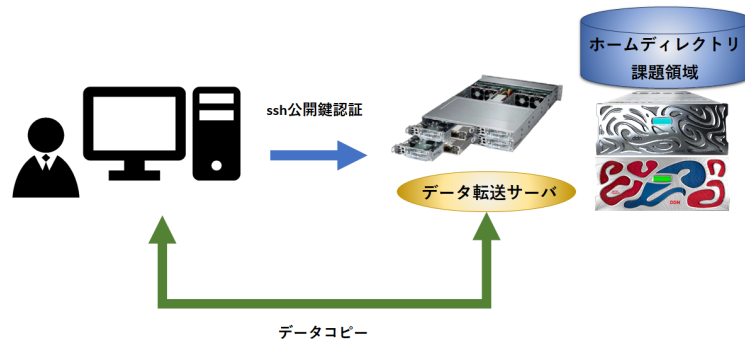 ホームディレクトリ
課題領域
ssh公開鍵認証
データ転送サーバ
DDN
データコピー